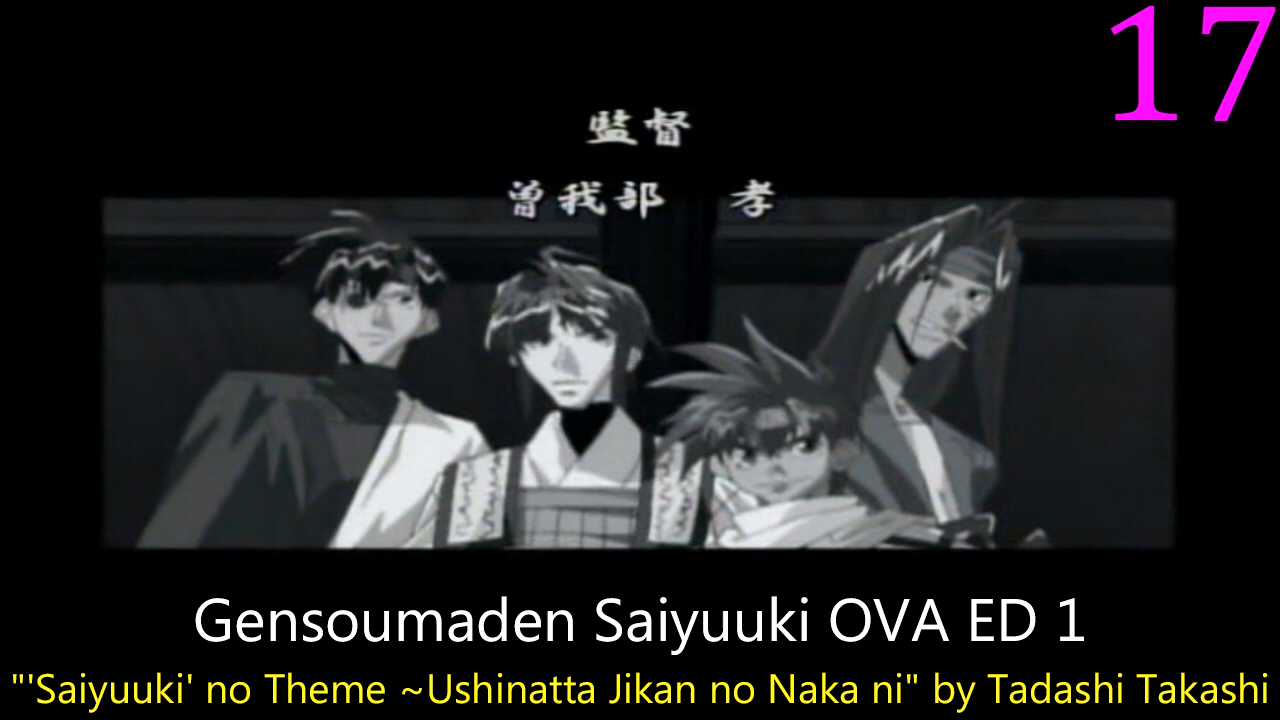 17
監督
曽我部 孝
Gensoumaden Saiyuuki OVA ED 1
"'Saiyuuki' no Theme ~Ushinatta Jikan no Naka ni" by Tadashi Takashi